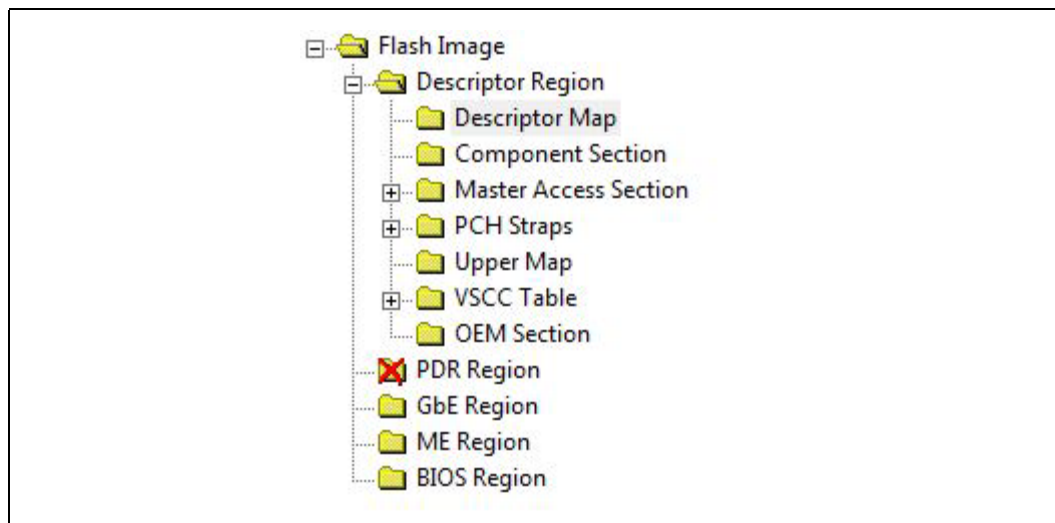 Flash Image
Descriptor Region
Descriptor Map
Component Section
Master Access Section
PCH Straps
Upper Map
VSCC Table
OEM Section
PDR Region
GbE Region
ME Region
BIOS Region